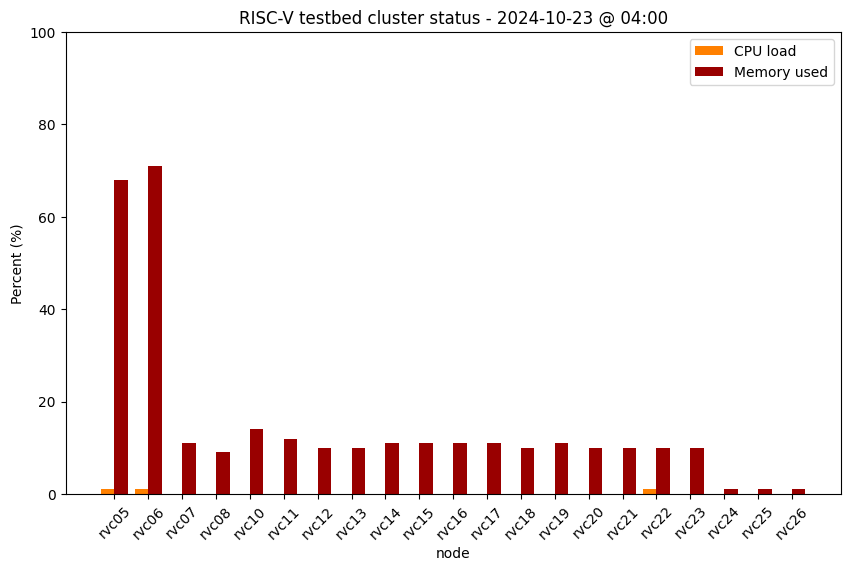 RISC-V testbed cluster status - 2024-10-23 @ 04:00
CPU load
Memory used
Percent (%)
100
80
60
40
20
0
rvc05 rvc06 rvc07 rvc08 rvc10 rvc11 rvc12 rvc13 rvc14 rvc15 rvc16 rvc17 rvc18 rvc19 rvc20 rvc21 rvc22 rvc23 rvc24 rvc25 rvc26
node